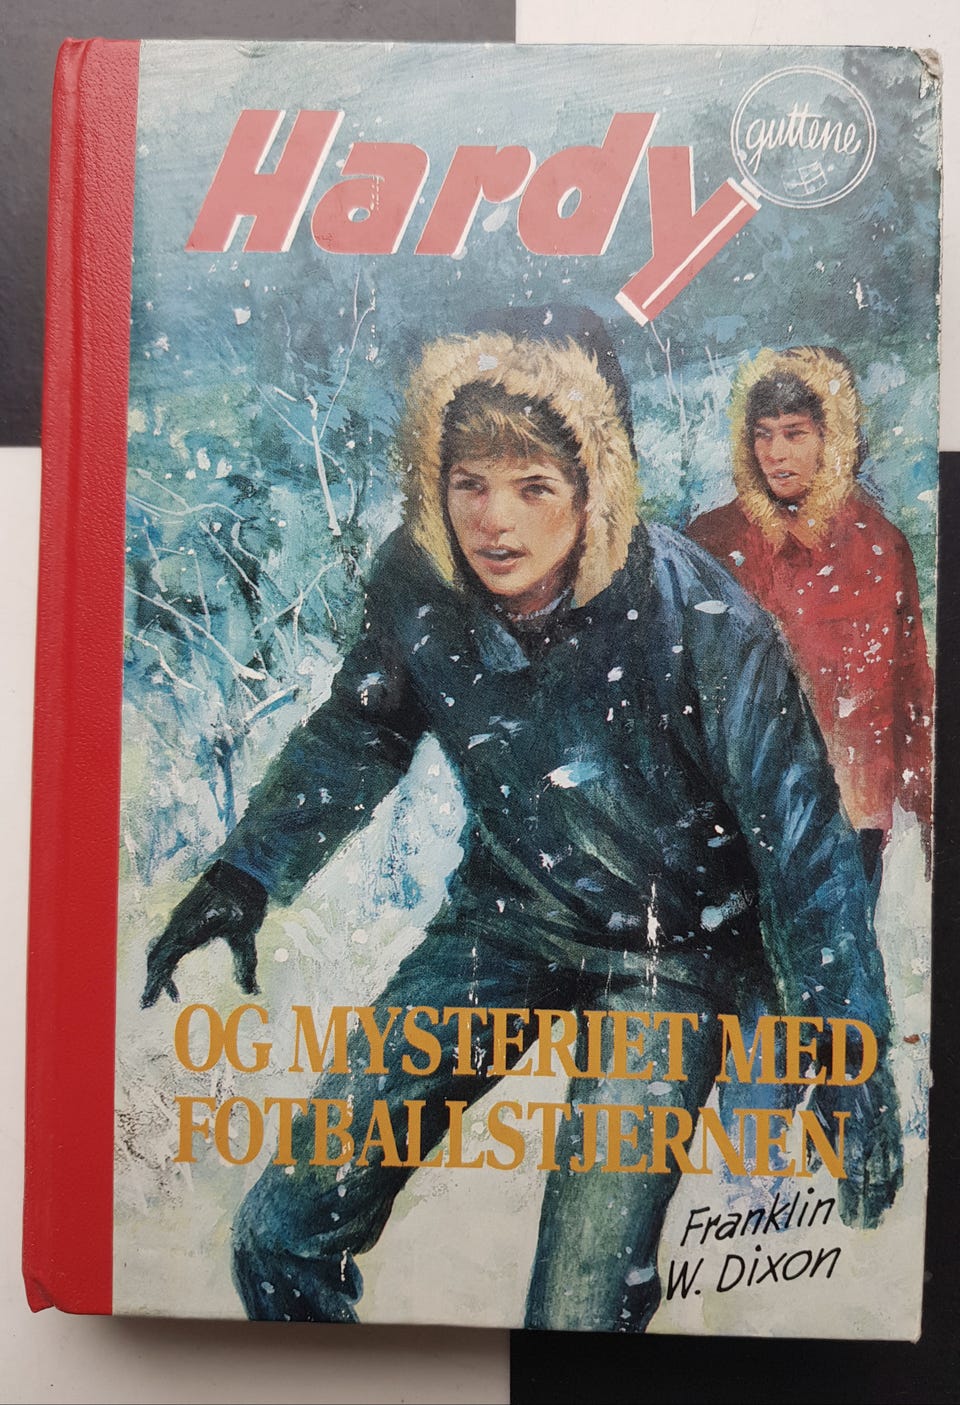 Hardy
guttene
OG MYSTERIET MED
FOTBALLSTJERNEN
Franklin
W. Dixon